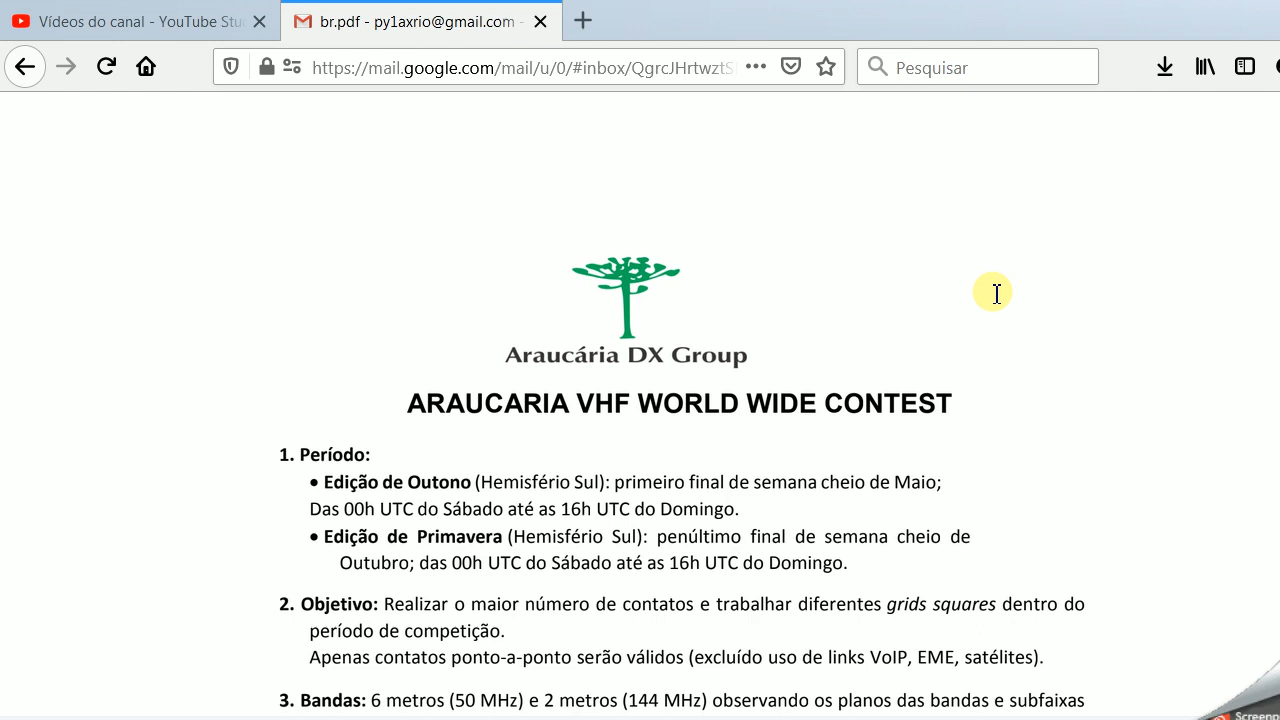 Vídeos do canal - YouTube Stu
br.pdf - py1axrio@gmail.com -
https://mail.google.com/mail/u/0/#inbox/QgrcJHrtwztS
Pesquisar
Araucária DX Group
ARAUCARIA VHF WORLD WIDE CONTEST
1. Período:
• Edição de Outono (Hemisfério Sul): primeiro final de semana cheio de Maio;
Das 00h UTC do Sábado até as 16h UTC do Domingo.
• Edição de Primavera (Hemisfério Sul): penúltimo final de semana cheio de
Outubro; das 00h UTC do Sábado até as 16h UTC do Domingo.
2. Objetivo: Realizar o maior número de contatos e trabalhar diferentes grids squares dentro do
período de competição.
Apenas contatos ponto-a-ponto serão válidos (excluído uso de links VoIP, EME, satélites).
3. Bandas: 6 metros (50 MHz) e 2 metros (144 MHz) observando os planos das bandas e subfaixas